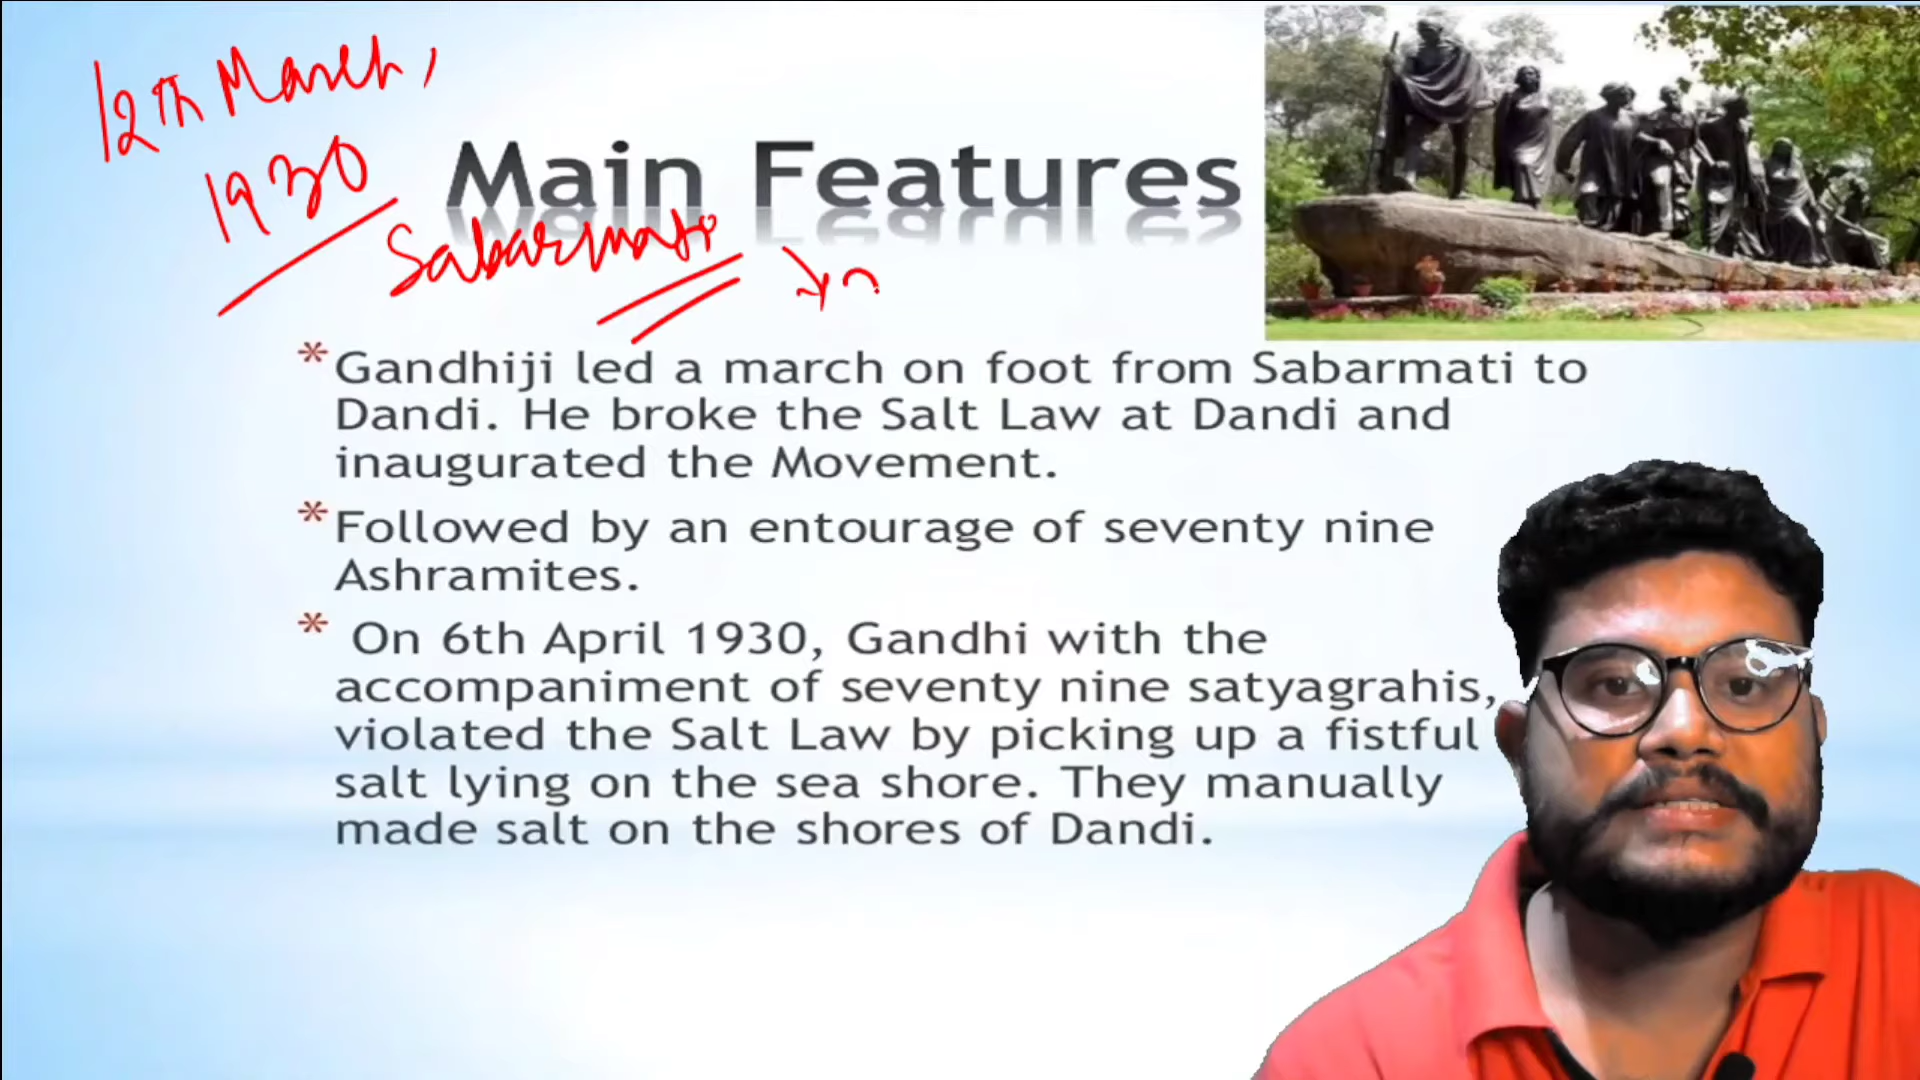 12th March,
1930
Main Features
Sabarmati
*Gandhiji led a march on foot from Sabarmati to
Dandi. He broke the Salt Law at Dandi and
inaugurated the Movement.
*Followed by an entourage of seventy nine
Ashramites.
* On 6th April 1930, Gandhi with the
accompaniment of seventy nine satyagrahis,
violated the Salt Law by picking up a fistful
salt lying on the sea shore. They manually
made salt on the shores of Dandi.